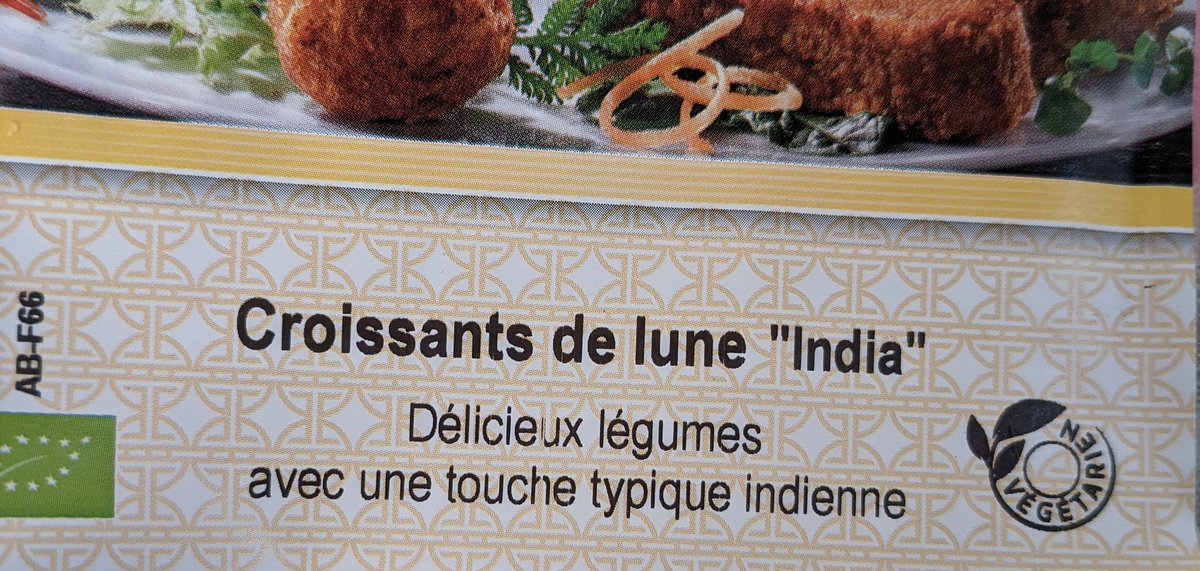 Croissants de lune "India"
Délicieux légumes
avec une touche typique indienne
AB-F66
VÉGÉTARIEN